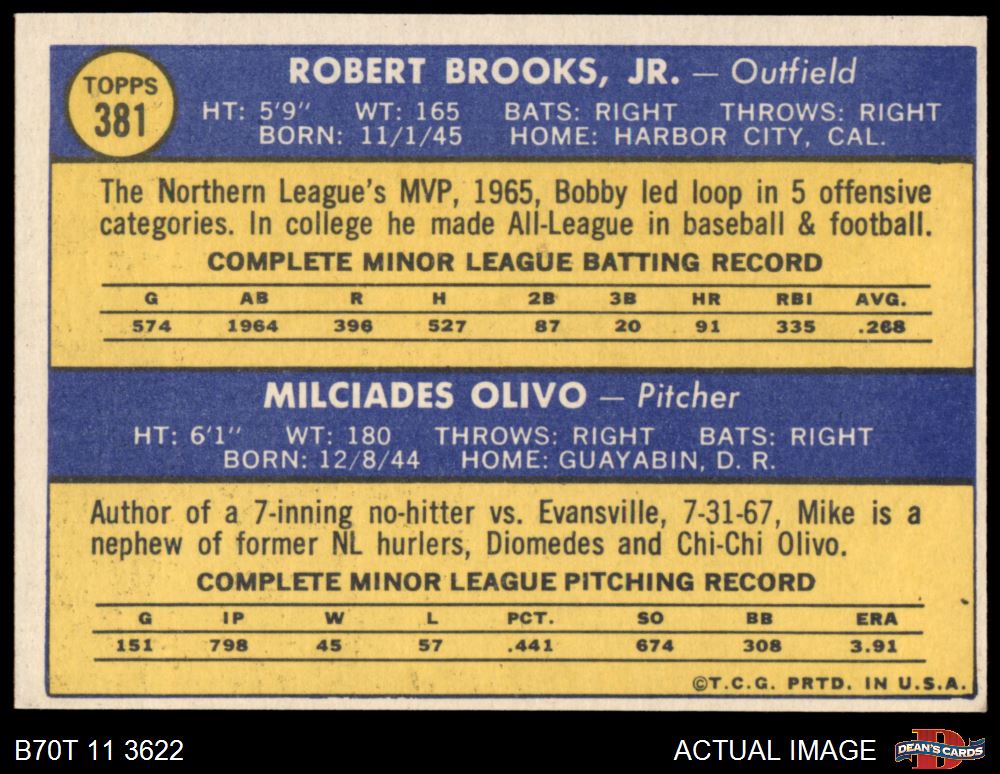 TOPPS
381
ROBERT BROOKS, JR. — Outfield
HT: 5'9" WT: 165 BATS: RIGHT THROWS: RIGHT
BORN: 11/1/45 HOME: HARBOR CITY, CAL.
The Northern League's MVP, 1965, Bobby led loop in 5 offensive
categories. In college he made All-League in baseball & football.
COMPLETE MINOR LEAGUE BATTING RECORD
G AB R H 2B 3B HR RBI AVG.
574 1964 396 527 87 20 91 335 .268
MILCIADES OLIVO — Pitcher
HT: 6'1" WT: 180 THROWS: RIGHT BATS: RIGHT
BORN: 12/8/44 HOME: GUAYABIN, D. R.
Author of a 7-inning no-hitter vs. Evansville, 7-31-67, Mike is a
nephew of former NL hurlers, Diomedes and Chi-Chi Olivo.
COMPLETE MINOR LEAGUE PITCHING RECORD
G IP W L PCT. SO BB ERA
151 798 45 57 .441 674 308 3.91
©T.C.G. PRTD. IN U.S.A.
B70T 11 3622
ACTUAL IMAGE
DEAN'S CARDS